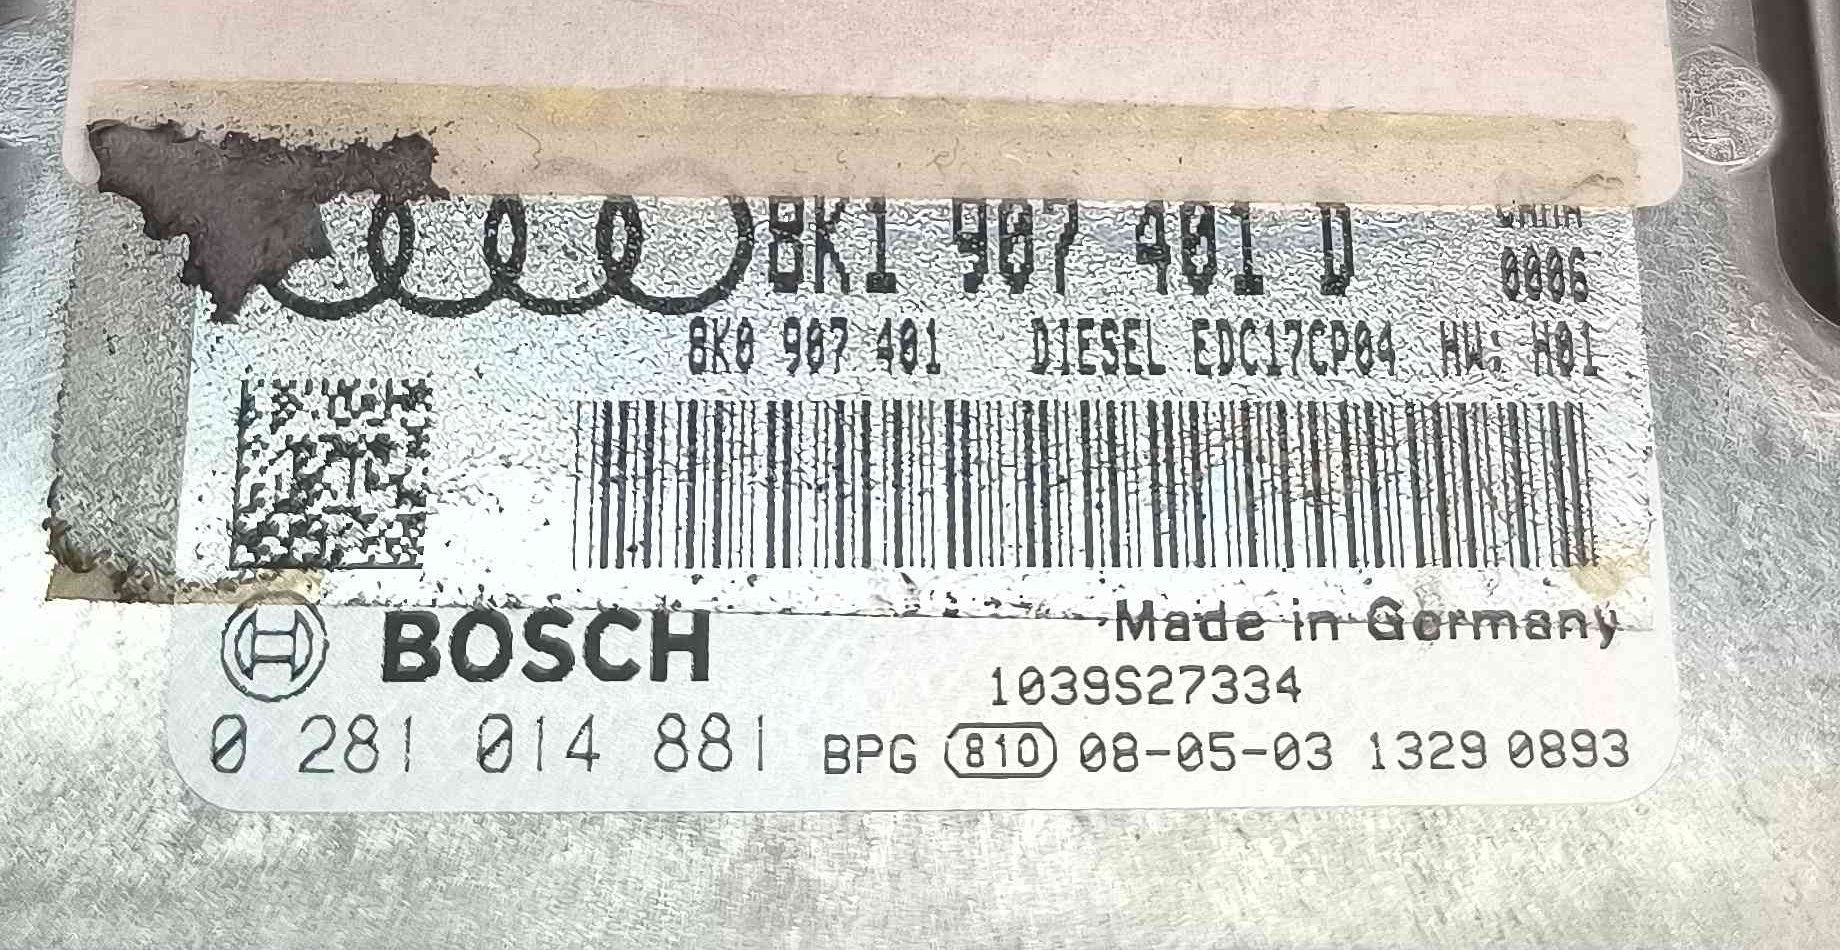 8K1 907 401 D
0006
8K0 907 401 DIESEL EDC17CP04 HW: H01
Made in Germany
BOSCH
1039S27334
0 281 014 881 BPG 810 08-05-03 1329 0893